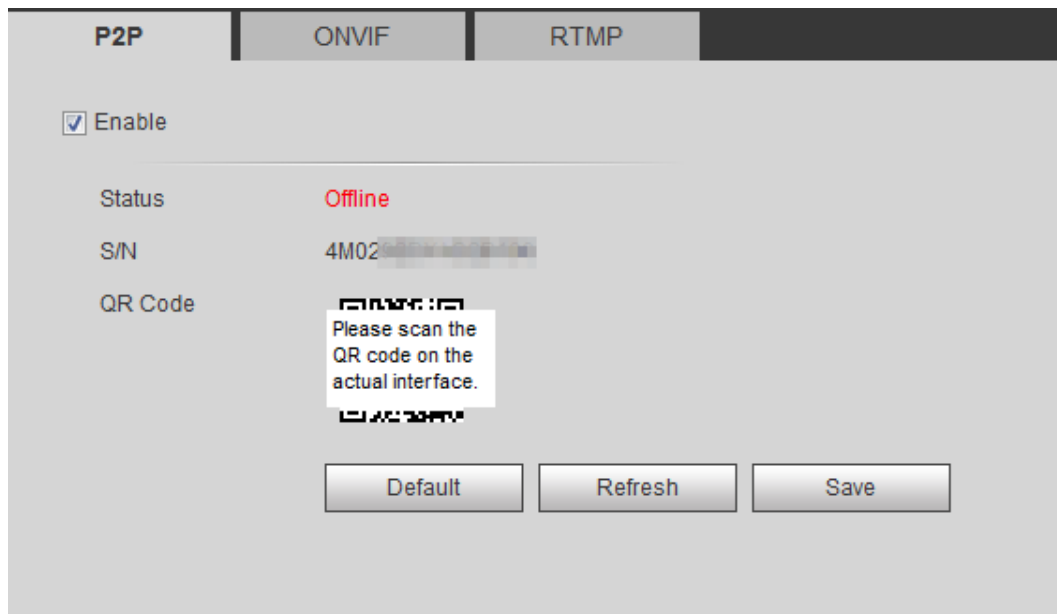 P2P ONVIF RTMP
Enable
Status Offline
S/N 4M02
QR Code
Please scan the
QR code on the
actual interface.
Default Refresh Save